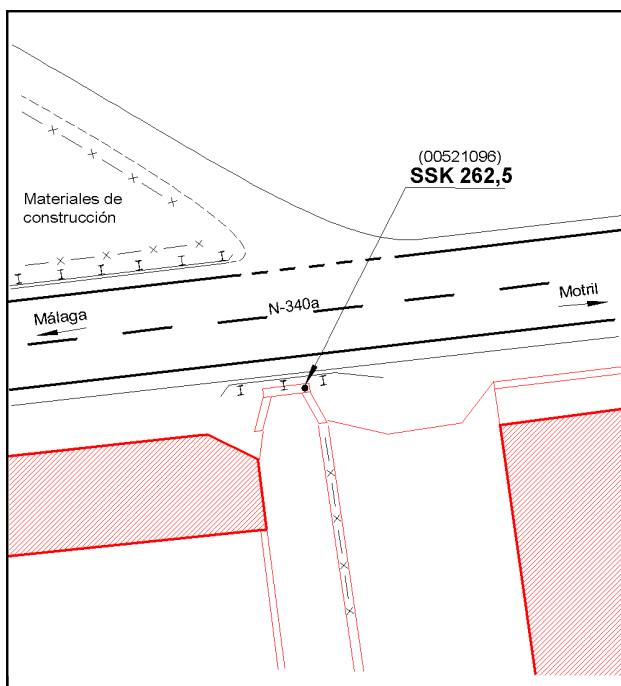 (00521096)
SSK 262,5
Materiales de
construcción
Motril
N-340a
Málaga